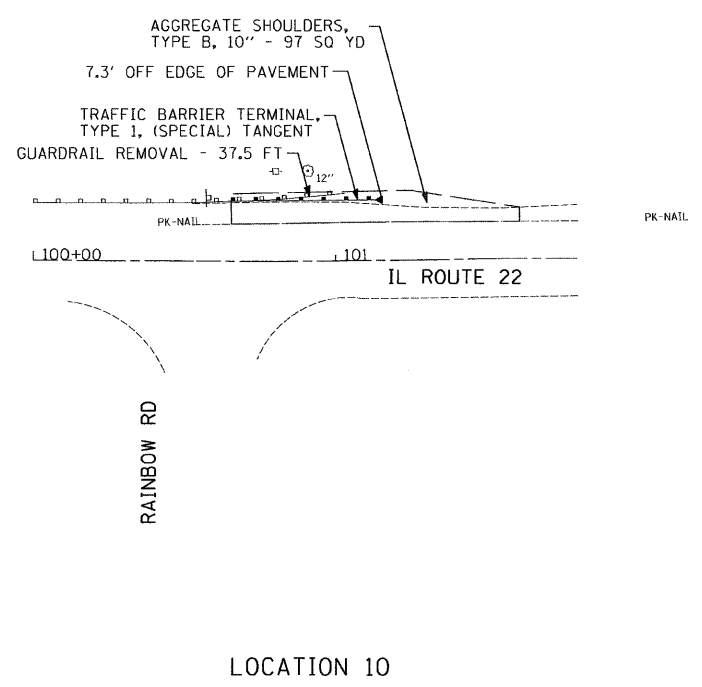 AGGREGATE SHOULDERS,
TYPE B, 10" - 97 SQ YD
7.3' OFF EDGE OF PAVEMENT
TRAFFIC BARRIER TERMINAL,
TYPE 1, (SPECIAL) TANGENT
GUARDRAIL REMOVAL - 37.5 FT
12"
PK-NAIL
PK-NAIL
100+00
101
IL ROUTE 22
RAINBOW RD
LOCATION 10